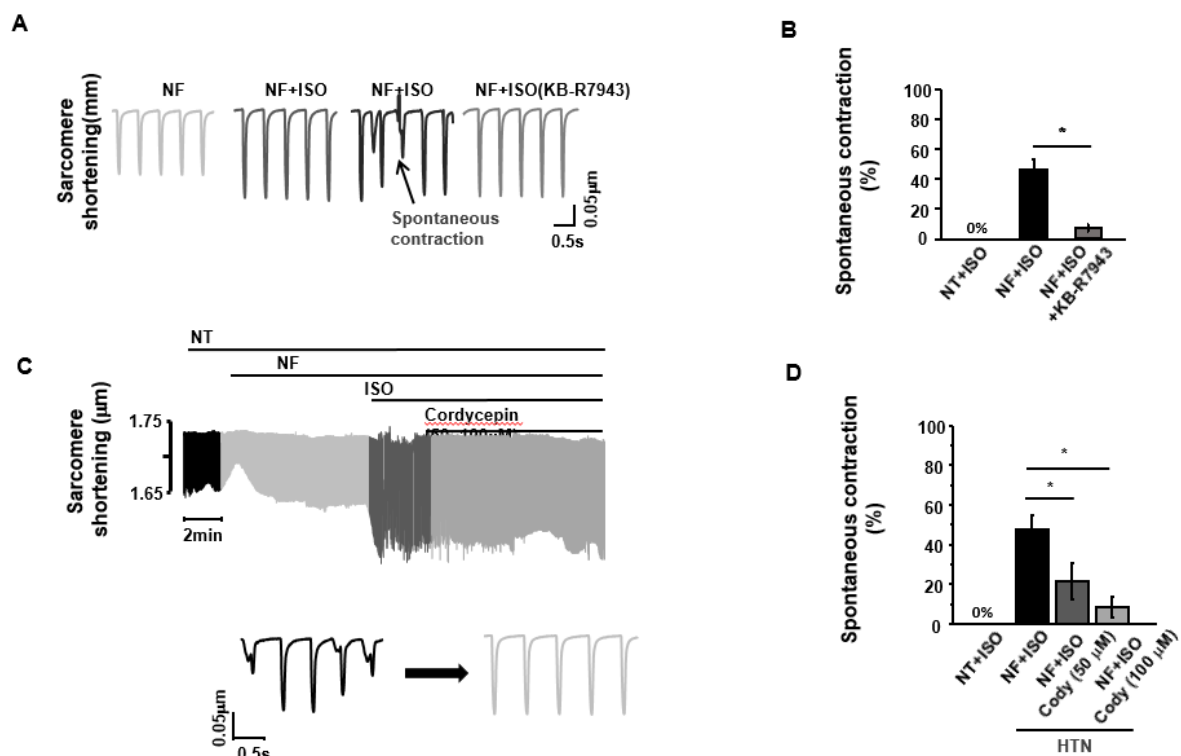 A
Sarcomere
shortening(mm)
NF
NF+ISO
NF+ISO
NF+ISO(KB-R7943)
Spontaneous
contraction
0.05µm
0.5s
B
Spontaneous contraction
(%)
100
80
60
40
20
0
*
0%
NT+ISO
NF+ISO
NF+ISO
+KB-R7943
C
NT
NF
ISO
Cordycepin
Sarcomere
shortening (µm)
1.75
1.65
2min
0.05µm
0.5s
D
Spontaneous contraction
(%)
100
80
60
40
20
0
*
*
0%
NT+ISO
NF+ISO
NF+ISO
Cody (50 µM)
NF+ISO
Cody (100 µM)
HTN